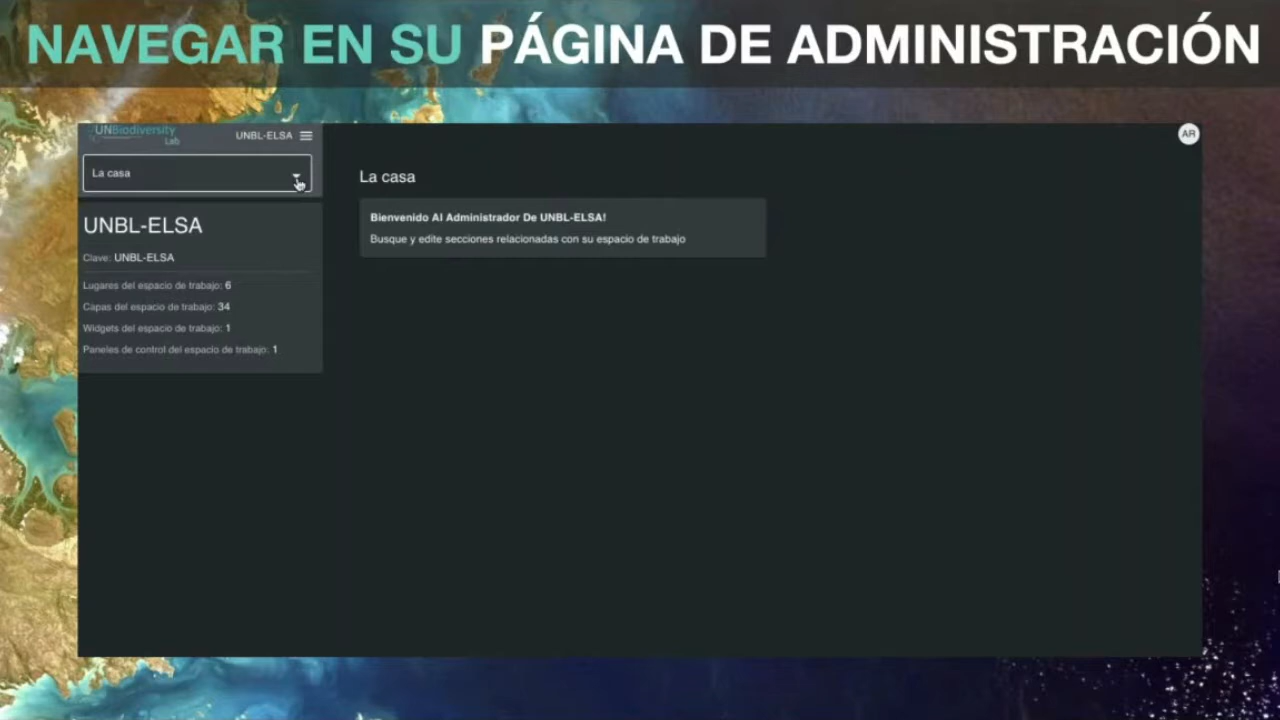 NAVEGAR EN SU PÁGINA DE ADMINISTRACIÓN
UNBiodiversity
Lab
UNBL-ELSA
AR
La casa
La casa
UNBL-ELSA
Bienvenido Al Administrador De UNBL-ELSA!
Busque y edite secciones relacionadas con su espacio de trabajo
Clave: UNBL-ELSA
Lugares del espacio de trabajo: 6
Capas del espacio de trabajo: 34
Widgets del espacio de trabajo: 1
Paneles de control del espacio de trabajo: 1